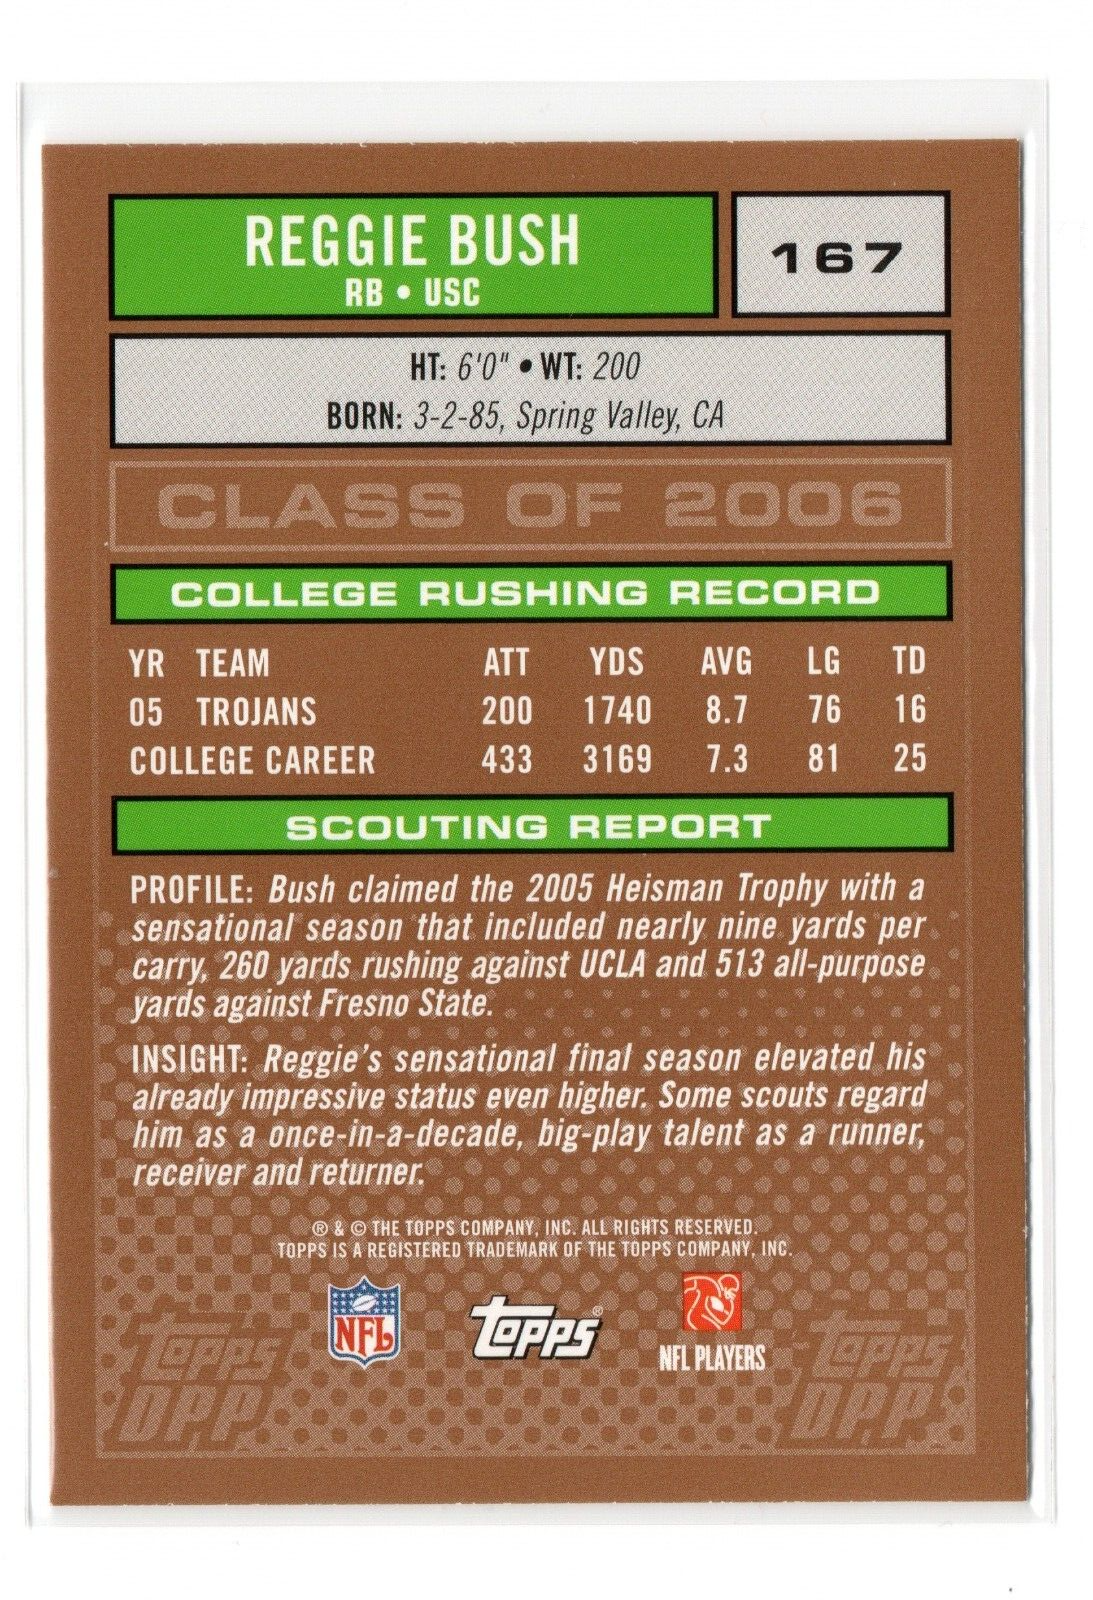 REGGIE BUSH
RB • USC
167
HT: 6'0" • WT: 200
BORN: 3-2-85, Spring Valley, CA
CLASS OF 2006
COLLEGE RUSHING RECORD
YR TEAM ATT YDS AVG LG TD
05 TROJANS 200 1740 8.7 76 16
COLLEGE CAREER 433 3169 7.3 81 25
SCOUTING REPORT
PROFILE: Bush claimed the 2005 Heisman Trophy with a
sensational season that included nearly nine yards per
carry, 260 yards rushing against UCLA and 513 all-purpose
yards against Fresno State.
INSIGHT: Reggie's sensational final season elevated his
already impressive status even higher. Some scouts regard
him as a once-in-a-decade, big-play talent as a runner,
receiver and returner.
® & © THE TOPPS COMPANY, INC. ALL RIGHTS RESERVED.
TOPPS IS A REGISTERED TRADEMARK OF THE TOPPS COMPANY, INC.
NFL
Topps®
NFL PLAYERS
Topps
DPP
Topps
DPP